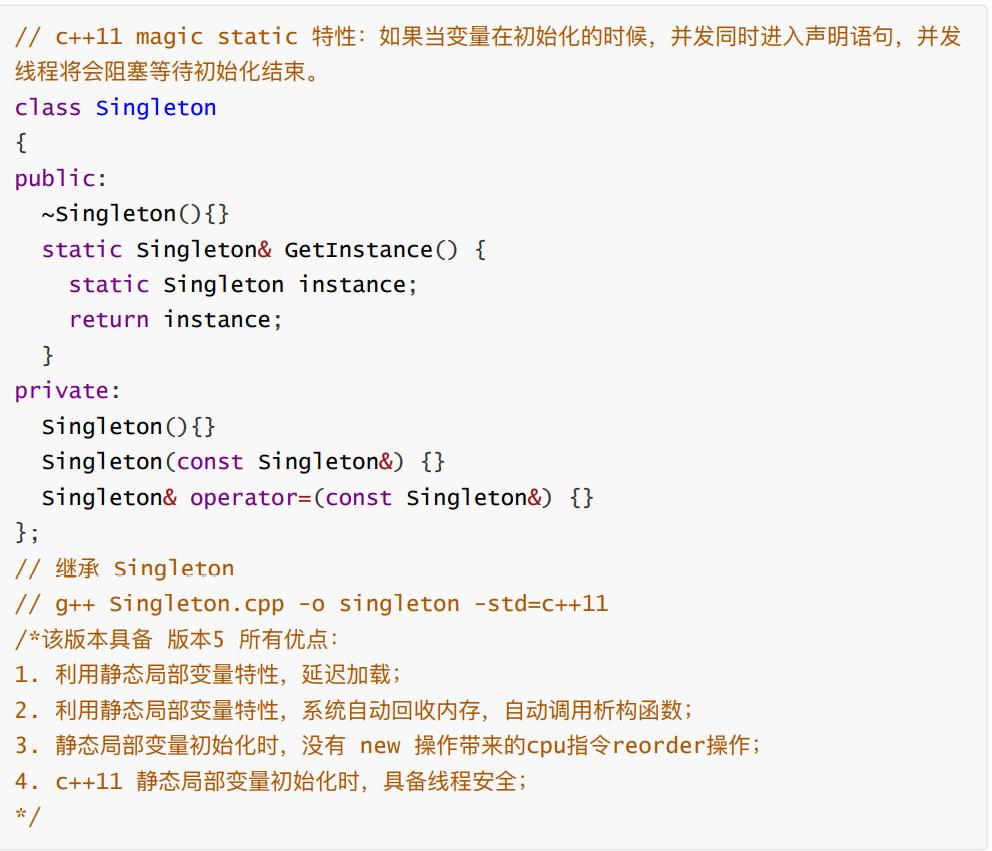 // c++11 magic static 特性：如果当变量在初始化的时候，并发同时进入声明语句，并发
线程将会阻塞等待初始化结束。
class Singleton
{
public:
  ~Singleton(){}
  static Singleton& GetInstance() {
    static Singleton instance;
    return instance;
  }
private:
  Singleton(){}
  Singleton(const Singleton&) {}
  Singleton& operator=(const Singleton&) {}
};
// 继承 Singleton
// g++ Singleton.cpp -o singleton -std=c++11
/*该版本具备 版本5 所有优点：
1. 利用静态局部变量特性，延迟加载；
2. 利用静态局部变量特性，系统自动回收内存，自动调用析构函数；
3. 静态局部变量初始化时，没有 new 操作带来的cpu指令reorder操作；
4. c++11 静态局部变量初始化时，具备线程安全；
*/